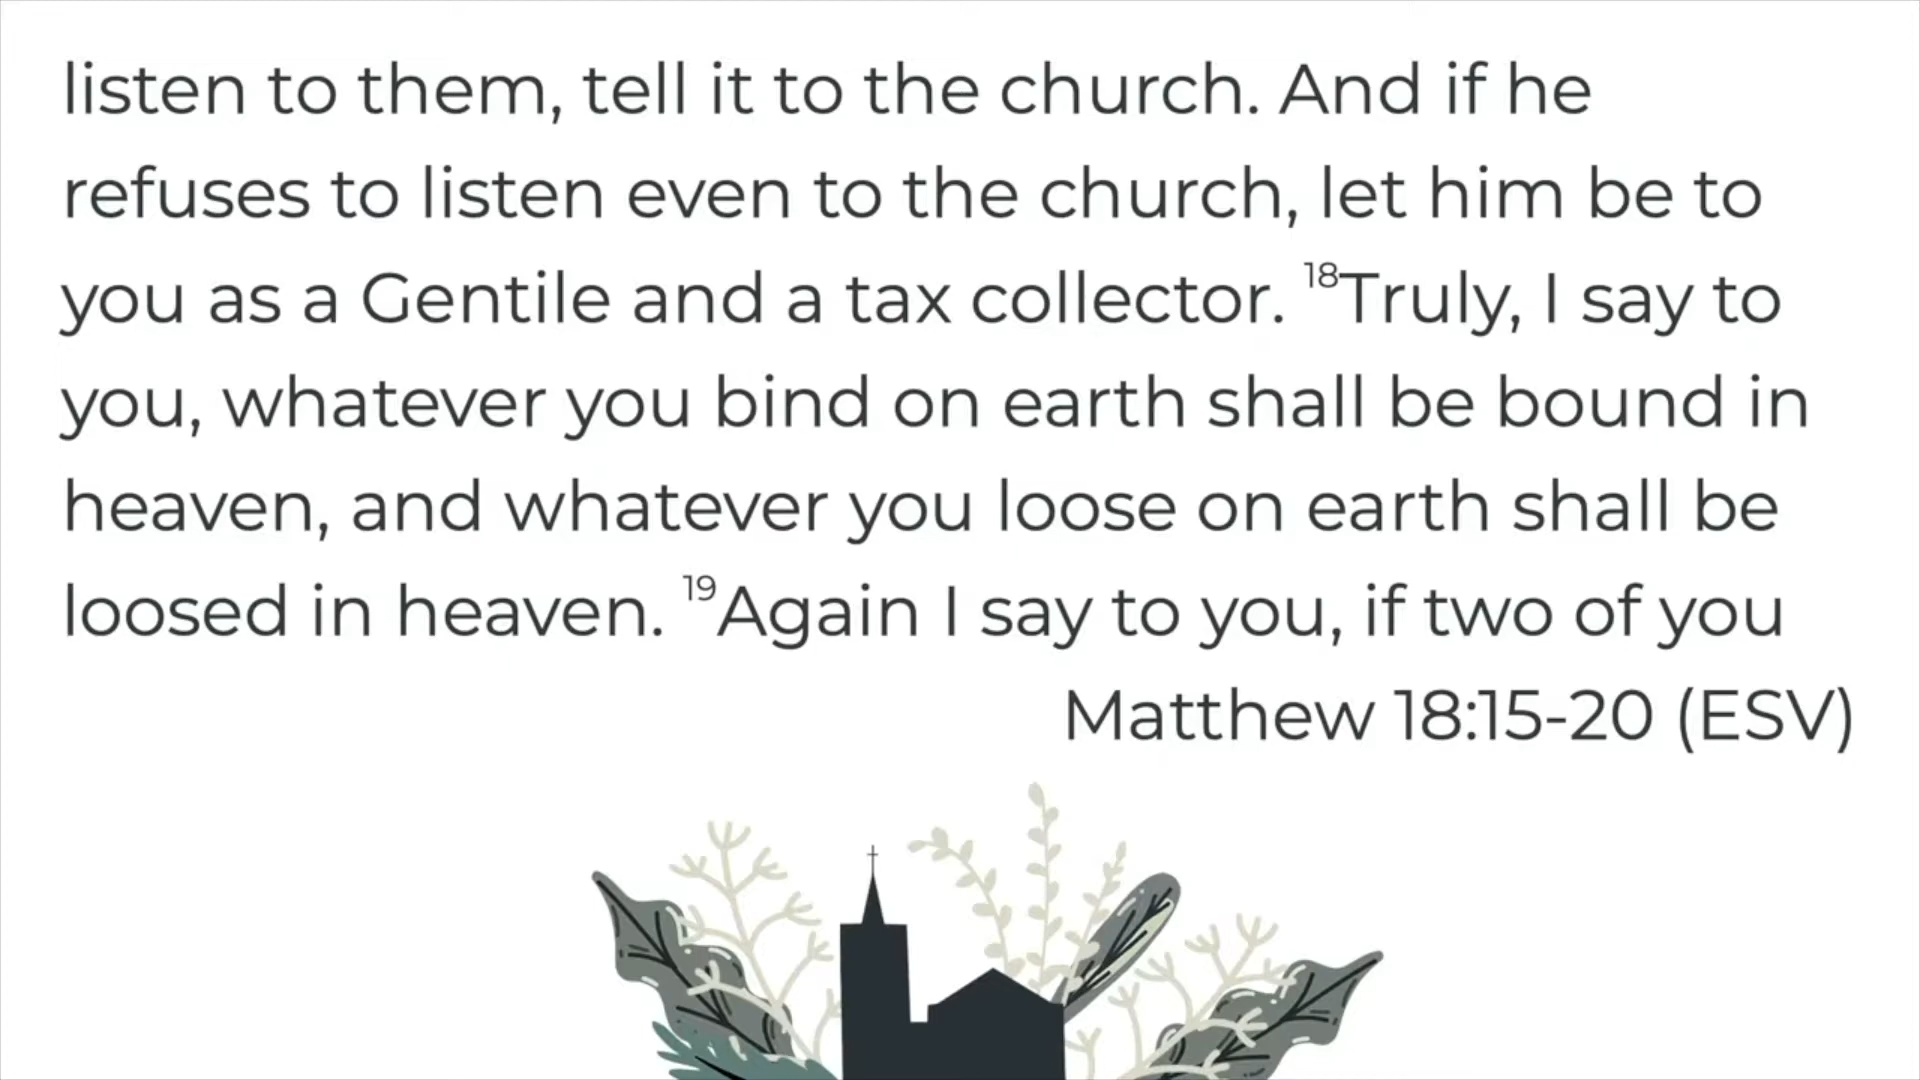 listen to them, tell it to the church. And if he
refuses to listen even to the church, let him be to
you as a Gentile and a tax collector. 18Truly, I say to
you, whatever you bind on earth shall be bound in
heaven, and whatever you loose on earth shall be
loosed in heaven. 19Again I say to you, if two of you
Matthew 18:15-20 (ESV)